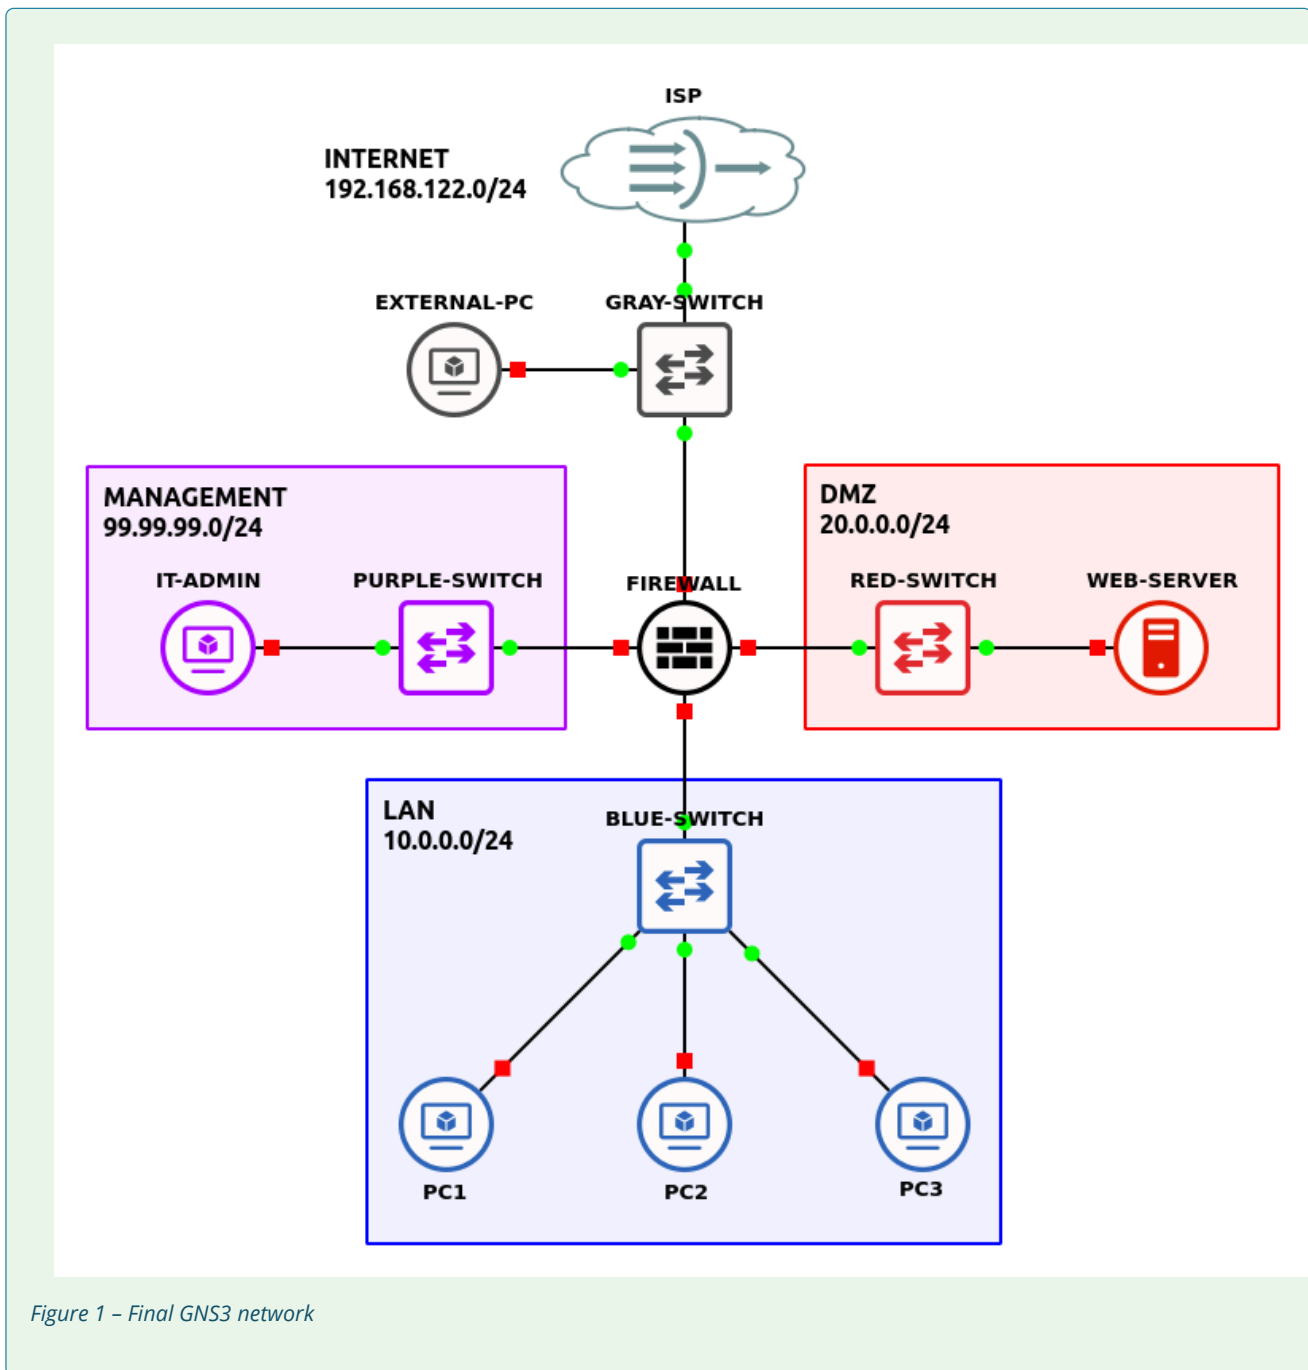 ISP
INTERNET
192.168.122.0/24
EXTERNAL-PC
GRAY-SWITCH
MANAGEMENT
99.99.99.0/24
DMZ
20.0.0.0/24
IT-ADMIN
PURPLE-SWITCH
FIREWALL
RED-SWITCH
WEB-SERVER
LAN
10.0.0.0/24
BLUE-SWITCH
PC1
PC2
PC3
Figure 1 – Final GNS3 network